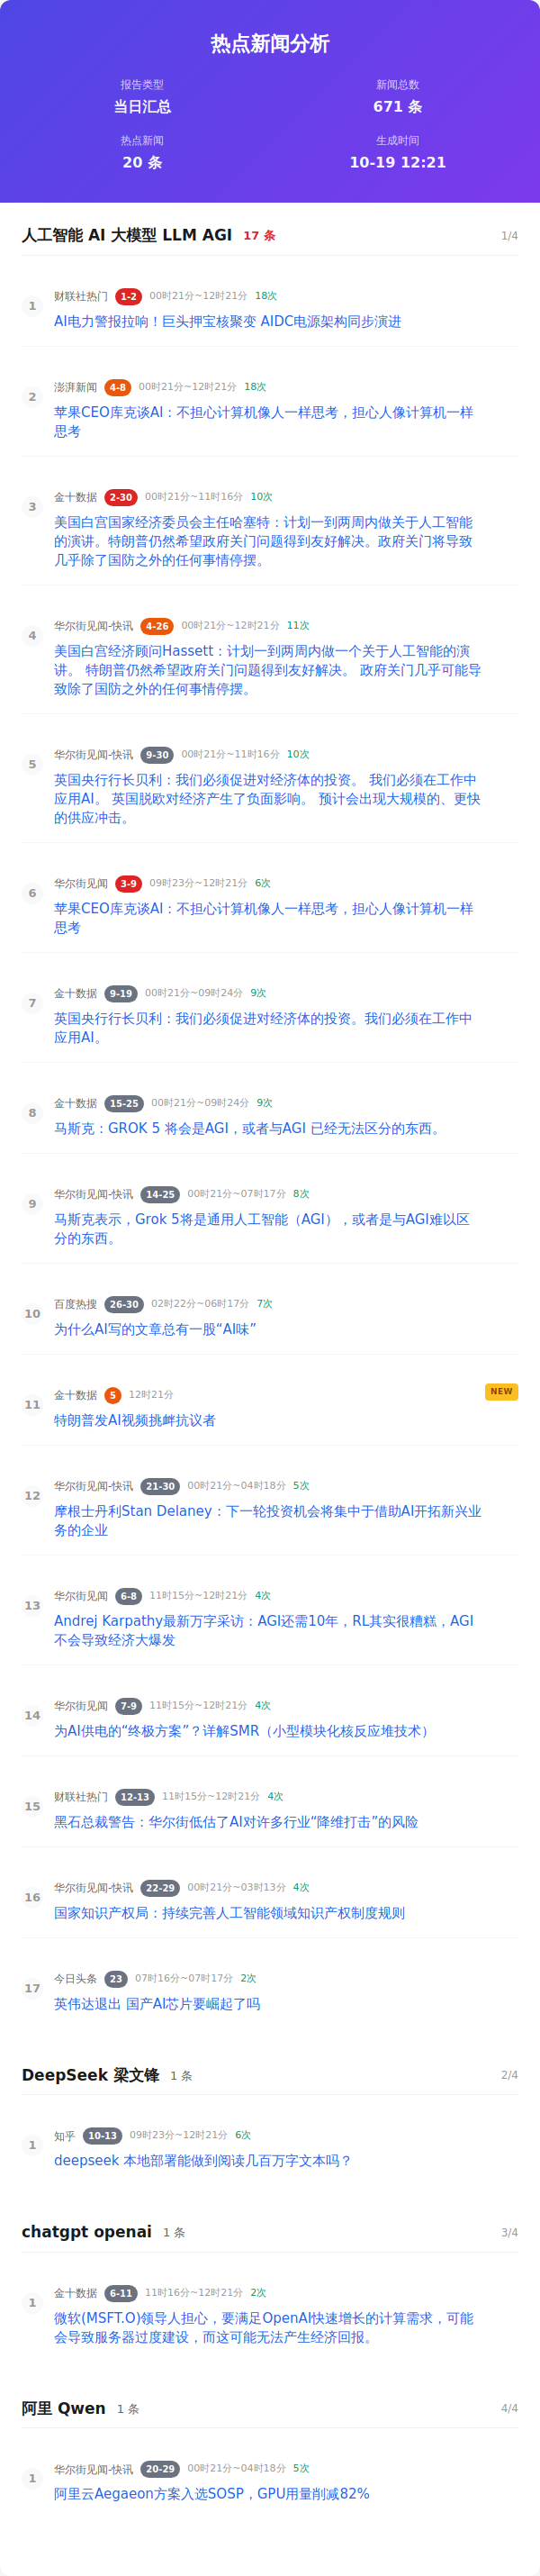 热点新闻分析
报告类型
当日汇总
新闻总数
671 条
热点新闻
20 条
生成时间
10-19 12:21
人工智能 AI 大模型 LLM AGI 17 条 1/4
1 财联社热门 1-2 00时21分~12时21分 18次
AI电力警报拉响！巨头押宝核聚变 AIDC电源架构同步演进
2 澎湃新闻 4-8 00时21分~12时21分 18次
苹果CEO库克谈AI：不担心计算机像人一样思考，担心人像计算机一样
思考
3 金十数据 2-30 00时21分~11时16分 10次
美国白宫国家经济委员会主任哈塞特：计划一到两周内做关于人工智能
的演讲。特朗普仍然希望政府关门问题得到友好解决。政府关门将导致
几乎除了国防之外的任何事情停摆。
4 华尔街见闻-快讯 4-26 00时21分~12时21分 11次
美国白宫经济顾问Hassett：计划一到两周内做一个关于人工智能的演
讲。 特朗普仍然希望政府关门问题得到友好解决。 政府关门几乎可能导
致除了国防之外的任何事情停摆。
5 华尔街见闻-快讯 9-30 00时21分~11时16分 10次
英国央行行长贝利：我们必须促进对经济体的投资。 我们必须在工作中
应用AI。 英国脱欧对经济产生了负面影响。 预计会出现大规模的、更快
的供应冲击。
6 华尔街见闻 3-9 09时23分~12时21分 6次
苹果CEO库克谈AI：不担心计算机像人一样思考，担心人像计算机一样
思考
7 金十数据 9-19 00时21分~09时24分 9次
英国央行行长贝利：我们必须促进对经济体的投资。我们必须在工作中
应用AI。
8 金十数据 15-25 00时21分~09时24分 9次
马斯克：GROK 5 将会是AGI，或者与AGI 已经无法区分的东西。
9 华尔街见闻-快讯 14-25 00时21分~07时17分 8次
马斯克表示，Grok 5将是通用人工智能（AGI），或者是与AGI难以区
分的东西。
10 百度热搜 26-30 02时22分~06时17分 7次
为什么AI写的文章总有一股“AI味”
11 金十数据 5 12时21分 NEW
特朗普发AI视频挑衅抗议者
12 华尔街见闻-快讯 21-30 00时21分~04时18分 5次
摩根士丹利Stan Delaney：下一轮投资机会将集中于借助AI开拓新兴业
务的企业
13 华尔街见闻 6-8 11时15分~12时21分 4次
Andrej Karpathy最新万字采访：AGI还需10年，RL其实很糟糕，AGI
不会导致经济大爆发
14 华尔街见闻 7-9 11时15分~12时21分 4次
为AI供电的“终极方案”？详解SMR（小型模块化核反应堆技术）
15 财联社热门 12-13 11时15分~12时21分 4次
黑石总裁警告：华尔街低估了AI对许多行业“降维打击”的风险
16 华尔街见闻-快讯 22-29 00时21分~03时13分 4次
国家知识产权局：持续完善人工智能领域知识产权制度规则
17 今日头条 23 07时16分~07时17分 2次
英伟达退出 国产AI芯片要崛起了吗
DeepSeek 梁文锋 1 条 2/4
1 知乎 10-13 09时23分~12时21分 6次
deepseek 本地部署能做到阅读几百万字文本吗？
chatgpt openai 1 条 3/4
1 金十数据 6-11 11时16分~12时21分 2次
微软(MSFT.O)领导人担心，要满足OpenAI快速增长的计算需求，可能
会导致服务器过度建设，而这可能无法产生经济回报。
阿里 Qwen 1 条 4/4
1 华尔街见闻-快讯 20-29 00时21分~04时18分 5次
阿里云Aegaeon方案入选SOSP，GPU用量削减82%